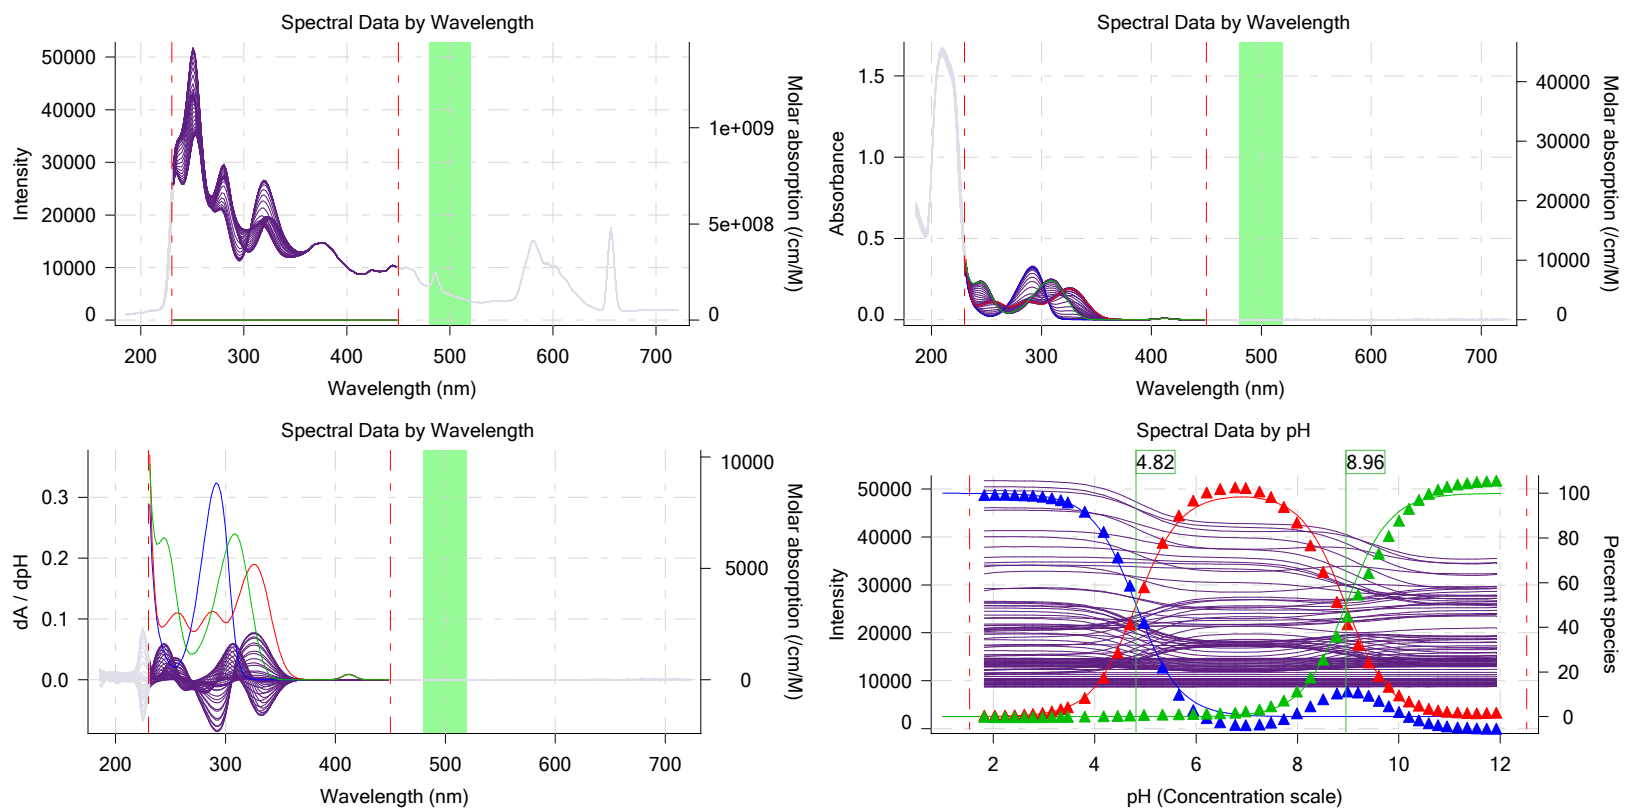 Spectral Data by Wavelength
50000
40000
30000
20000
10000
0
Intensity
1e+009
5e+008
0
Molar absorption (/cm/M)
200 300 400 500 600 700
Wavelength (nm)
Spectral Data by Wavelength
1.5
1.0
0.5
0.0
Absorbance
40000
30000
20000
10000
0
Molar absorption (/cm/M)
200 300 400 500 600 700
Wavelength (nm)
Spectral Data by Wavelength
0.3
0.2
0.1
0.0
dA / dpH
10000
5000
0
Molar absorption (/cm/M)
200 300 400 500 600 700
Wavelength (nm)
Spectral Data by pH
4.82 8.96
50000
40000
30000
20000
10000
0
Intensity
100
80
60
40
20
0
Percent species
2 4 6 8 10 12
pH (Concentration scale)